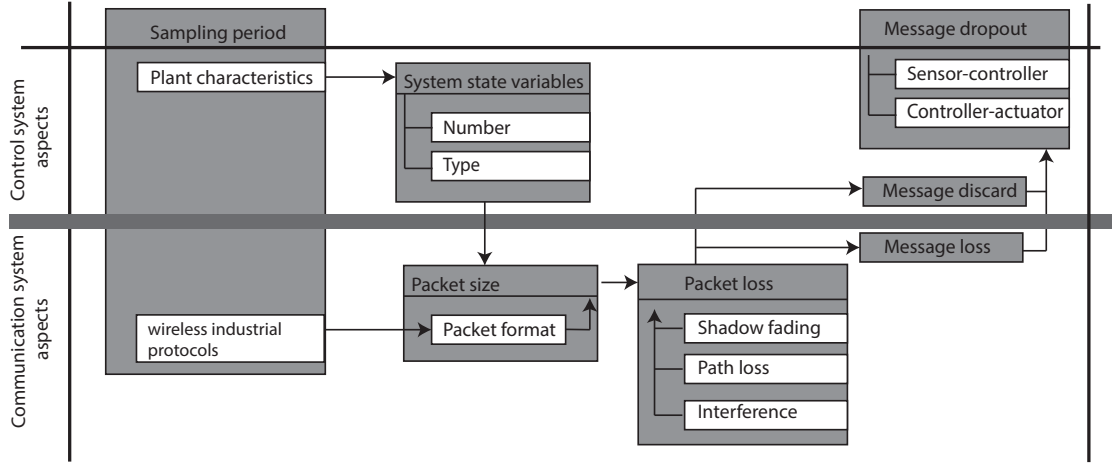 Sampling period
Message dropout
Control system
aspects
Plant characteristics
System state variables
Number
Type
Sensor-controller
Controller-actuator
Message discard
Communication system
aspects
Message loss
Packet size
Packet format
wireless industrial
protocols
Packet loss
Shadow fading
Path loss
Interference